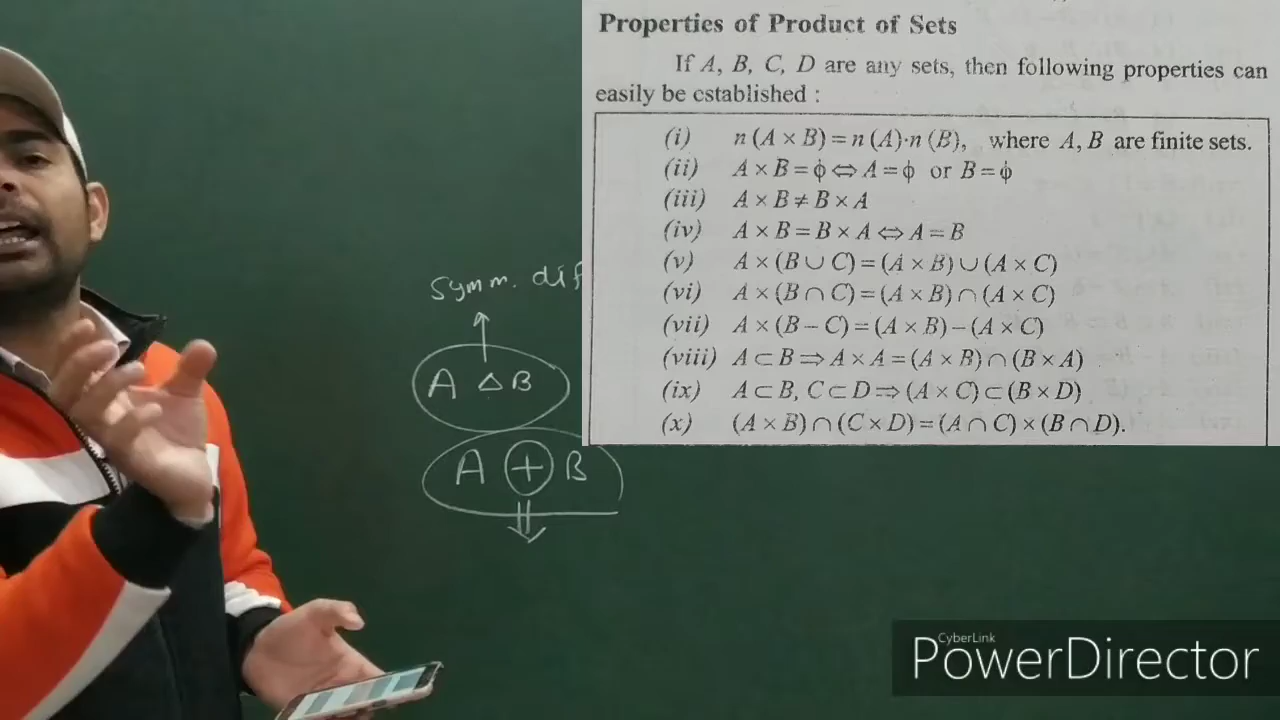 Properties of Product of Sets
If A, B, C, D are any sets, then following properties can
easily be established :
(i) n (A × B) = n (A)·n (B), where A, B are finite sets.
(ii) A × B = ϕ ⇔ A = ϕ or B = ϕ
(iii) A × B ≠ B × A
(iv) A × B = B × A ⇔ A = B
(v) A × (B ∪ C) = (A × B) ∪ (A × C)
(vi) A × (B ∩ C) = (A × B) ∩ (A × C)
(vii) A × (B − C) = (A × B) − (A × C)
(viii) A ⊂ B ⇒ A × A = (A × B) ∩ (B × A)
(ix) A ⊂ B, C ⊂ D ⇒ (A × C) ⊂ (B × D)
(x) (A × B) ∩ (C × D) = (A ∩ C) × (B ∩ D).
Symm. dif
A △ B
A ⊕ B
CyberLink
PowerDirector